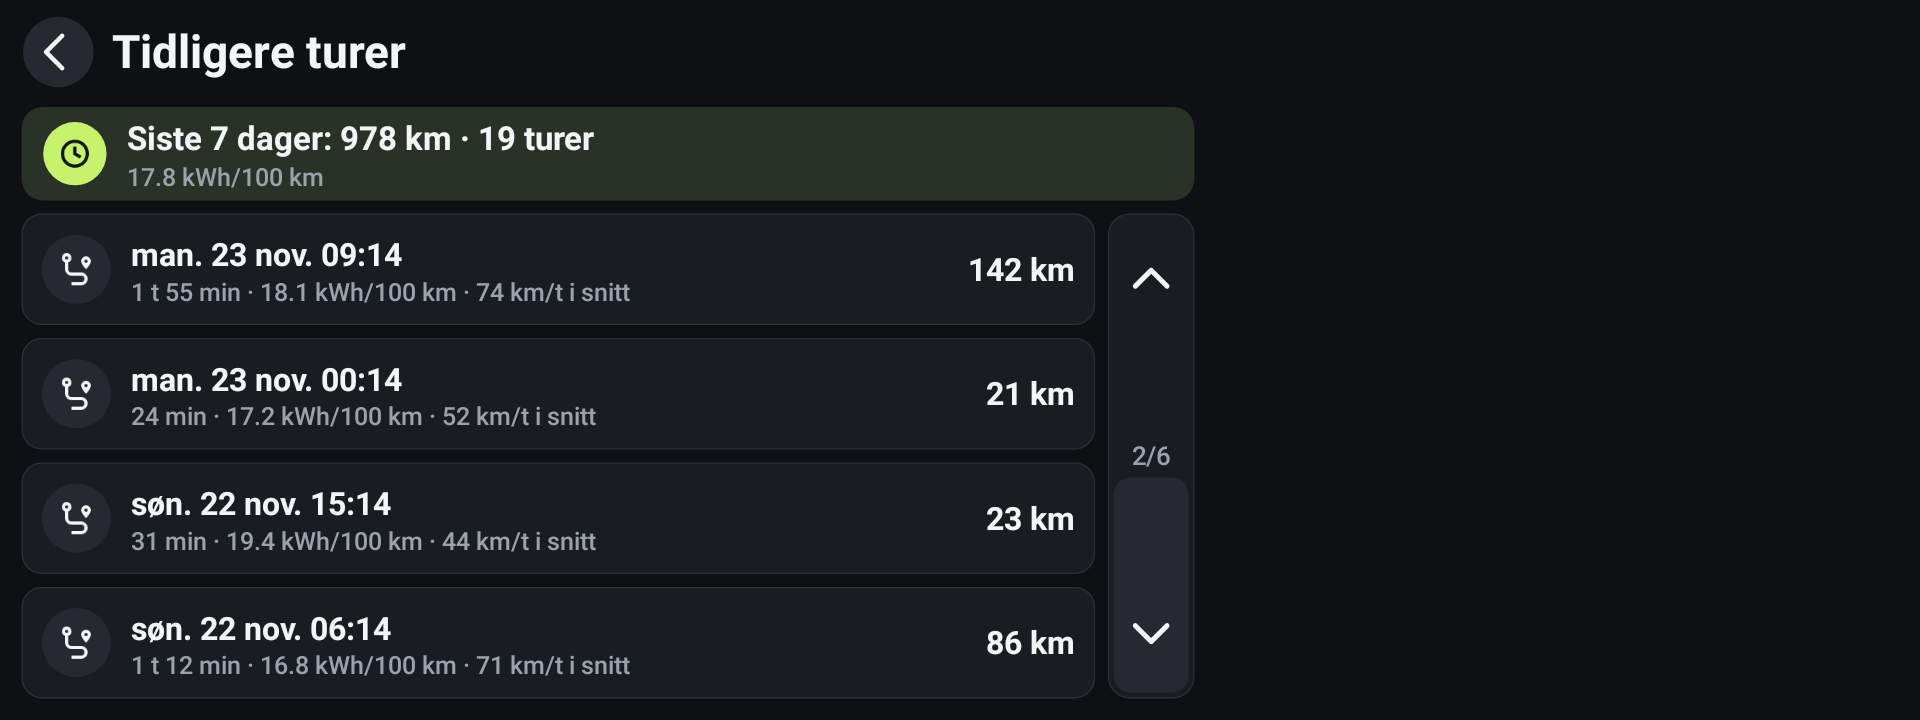 Tidligere turer
Siste 7 dager: 978 km · 19 turer
17.8 kWh/100 km
man. 23 nov. 09:14
1 t 55 min · 18.1 kWh/100 km · 74 km/t i snitt
142 km
man. 23 nov. 00:14
24 min · 17.2 kWh/100 km · 52 km/t i snitt
21 km
søn. 22 nov. 15:14
31 min · 19.4 kWh/100 km · 44 km/t i snitt
23 km
søn. 22 nov. 06:14
1 t 12 min · 16.8 kWh/100 km · 71 km/t i snitt
86 km
2/6